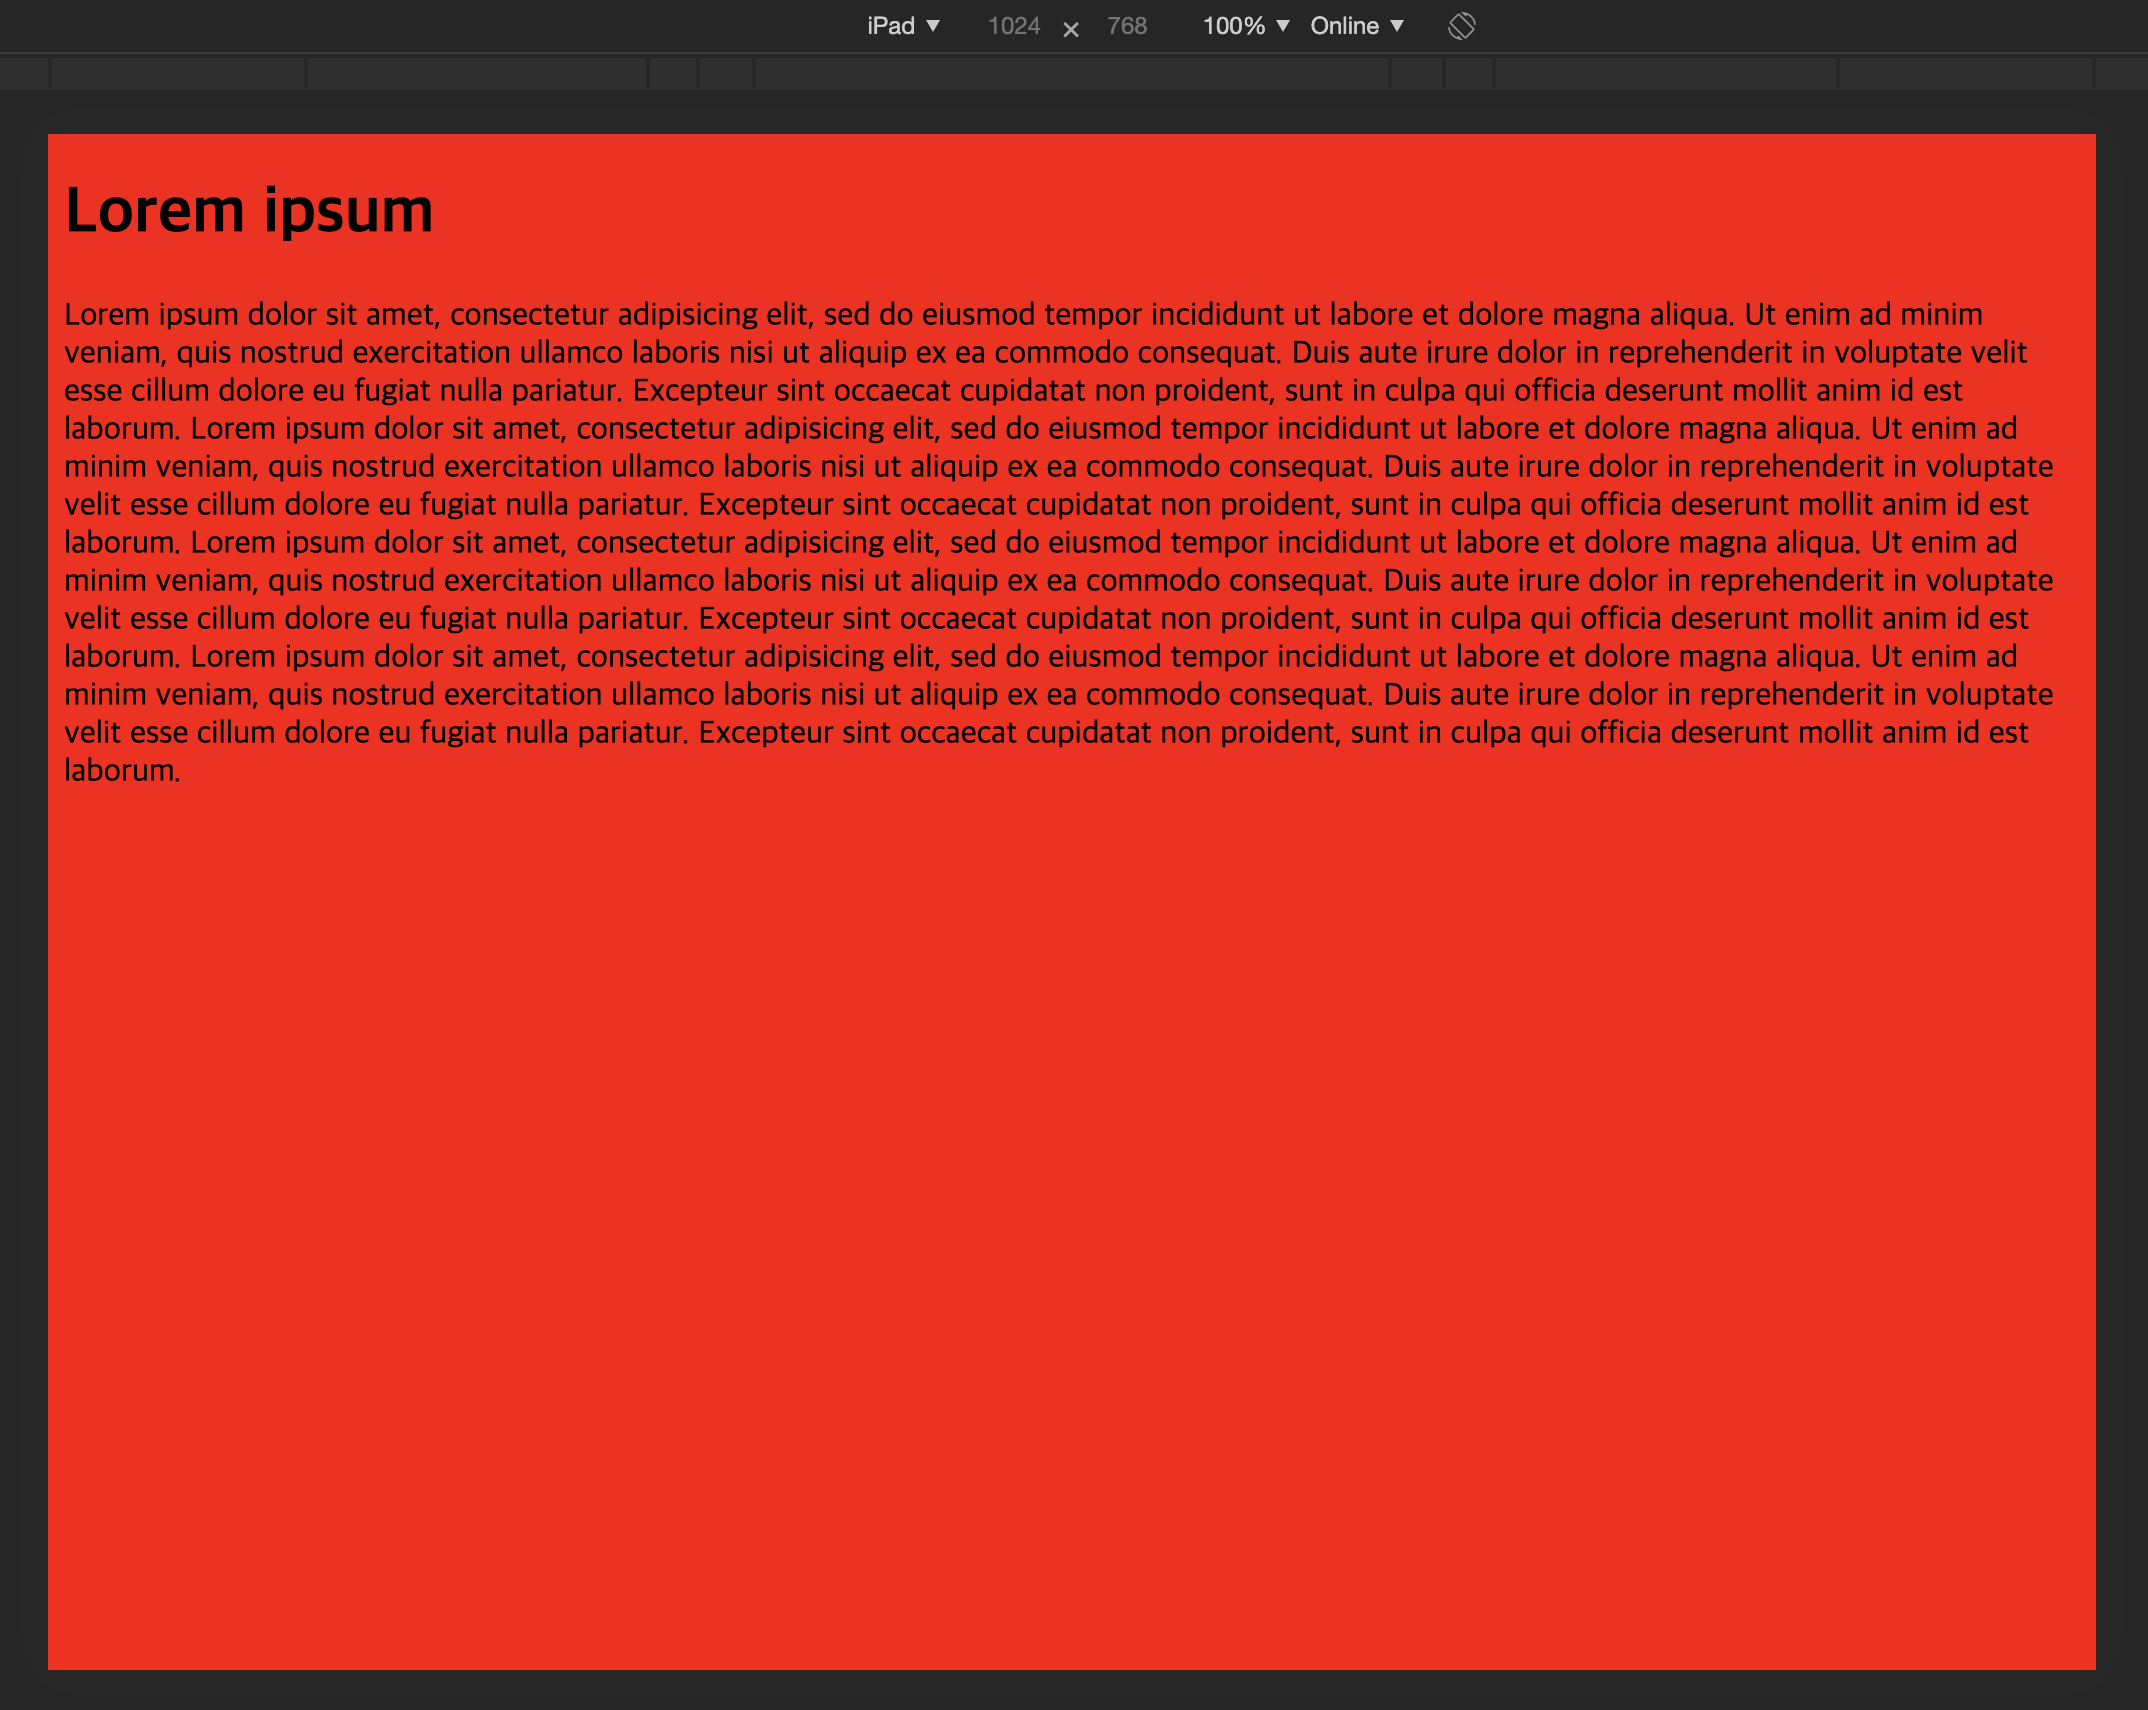 iPad ▼ 1024 × 768 100% ▼ Online ▼
Lorem ipsum
Lorem ipsum dolor sit amet, consectetur adipisicing elit, sed do eiusmod tempor incididunt ut labore et dolore magna aliqua. Ut enim ad minim
veniam, quis nostrud exercitation ullamco laboris nisi ut aliquip ex ea commodo consequat. Duis aute irure dolor in reprehenderit in voluptate velit
esse cillum dolore eu fugiat nulla pariatur. Excepteur sint occaecat cupidatat non proident, sunt in culpa qui officia deserunt mollit anim id est
laborum. Lorem ipsum dolor sit amet, consectetur adipisicing elit, sed do eiusmod tempor incididunt ut labore et dolore magna aliqua. Ut enim ad
minim veniam, quis nostrud exercitation ullamco laboris nisi ut aliquip ex ea commodo consequat. Duis aute irure dolor in reprehenderit in voluptate
velit esse cillum dolore eu fugiat nulla pariatur. Excepteur sint occaecat cupidatat non proident, sunt in culpa qui officia deserunt mollit anim id est
laborum. Lorem ipsum dolor sit amet, consectetur adipisicing elit, sed do eiusmod tempor incididunt ut labore et dolore magna aliqua. Ut enim ad
minim veniam, quis nostrud exercitation ullamco laboris nisi ut aliquip ex ea commodo consequat. Duis aute irure dolor in reprehenderit in voluptate
velit esse cillum dolore eu fugiat nulla pariatur. Excepteur sint occaecat cupidatat non proident, sunt in culpa qui officia deserunt mollit anim id est
laborum. Lorem ipsum dolor sit amet, consectetur adipisicing elit, sed do eiusmod tempor incididunt ut labore et dolore magna aliqua. Ut enim ad
minim veniam, quis nostrud exercitation ullamco laboris nisi ut aliquip ex ea commodo consequat. Duis aute irure dolor in reprehenderit in voluptate
velit esse cillum dolore eu fugiat nulla pariatur. Excepteur sint occaecat cupidatat non proident, sunt in culpa qui officia deserunt mollit anim id est
laborum.